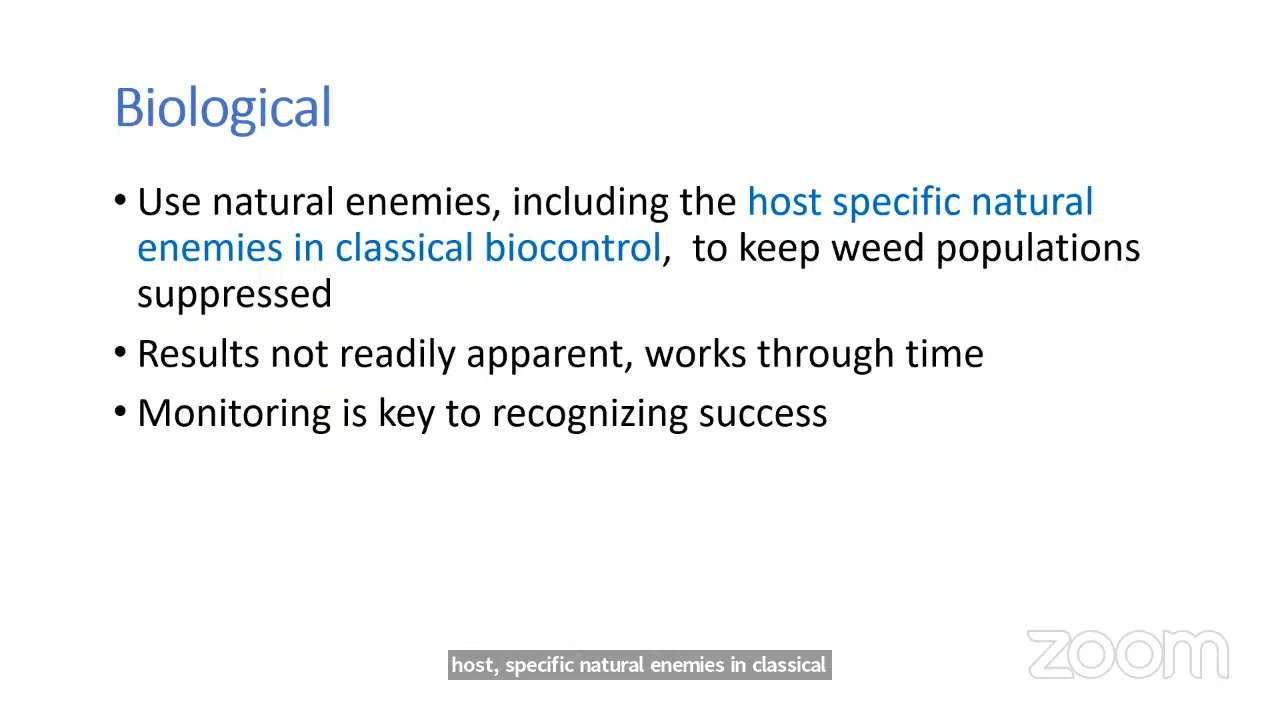 Biological
• Use natural enemies, including the host specific natural
enemies in classical biocontrol,  to keep weed populations
suppressed
• Results not readily apparent, works through time
• Monitoring is key to recognizing success
zoom
host, specific natural enemies in classical